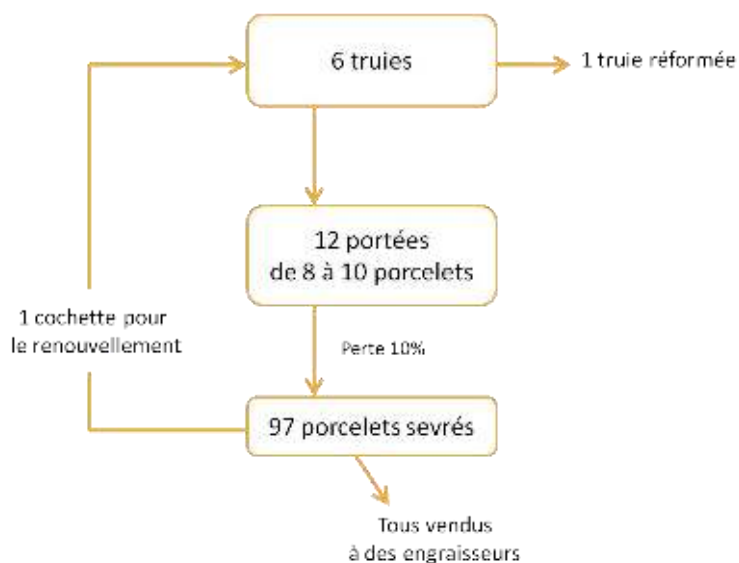 6 truies
1 truie réformée
12 portées
de 8 à 10 porcelets
1 cochette pour
le renouvellement
Perte 10%
97 porcelets sevrés
Tous vendus
à des engraisseurs